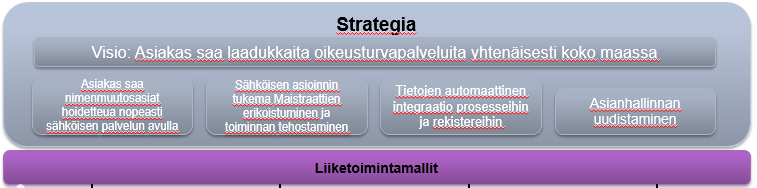 Strategia
Visio: Asiakas saa laadukkaita oikeusturvapalveluita yhtenäisesti koko maassa
Asiakas saa
nimenmuutosasiat
hoidetteua nopeasti
sähköisen palvelun avulla
Sähköisen asioinnin
tukema Maistraattien
erikoistuminen ja
toiminnan tehostaminen
Tietojen automaattinen
integraatio prosesseihin
ja rekistereihin
Asianhallinnan
uudistaminen
Liiketoimintamallit